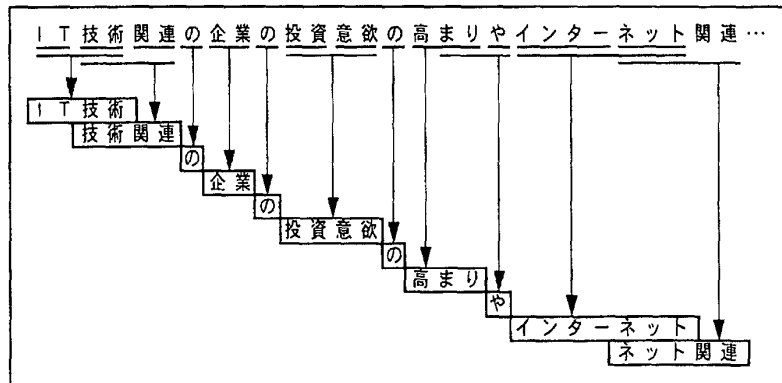 IT技術関連の企業の投資意欲の高まりやインターネット関連…
IT技術
技術関連
の
企業
の
投資意欲
の
高まり
や
インターネット
ネット関連